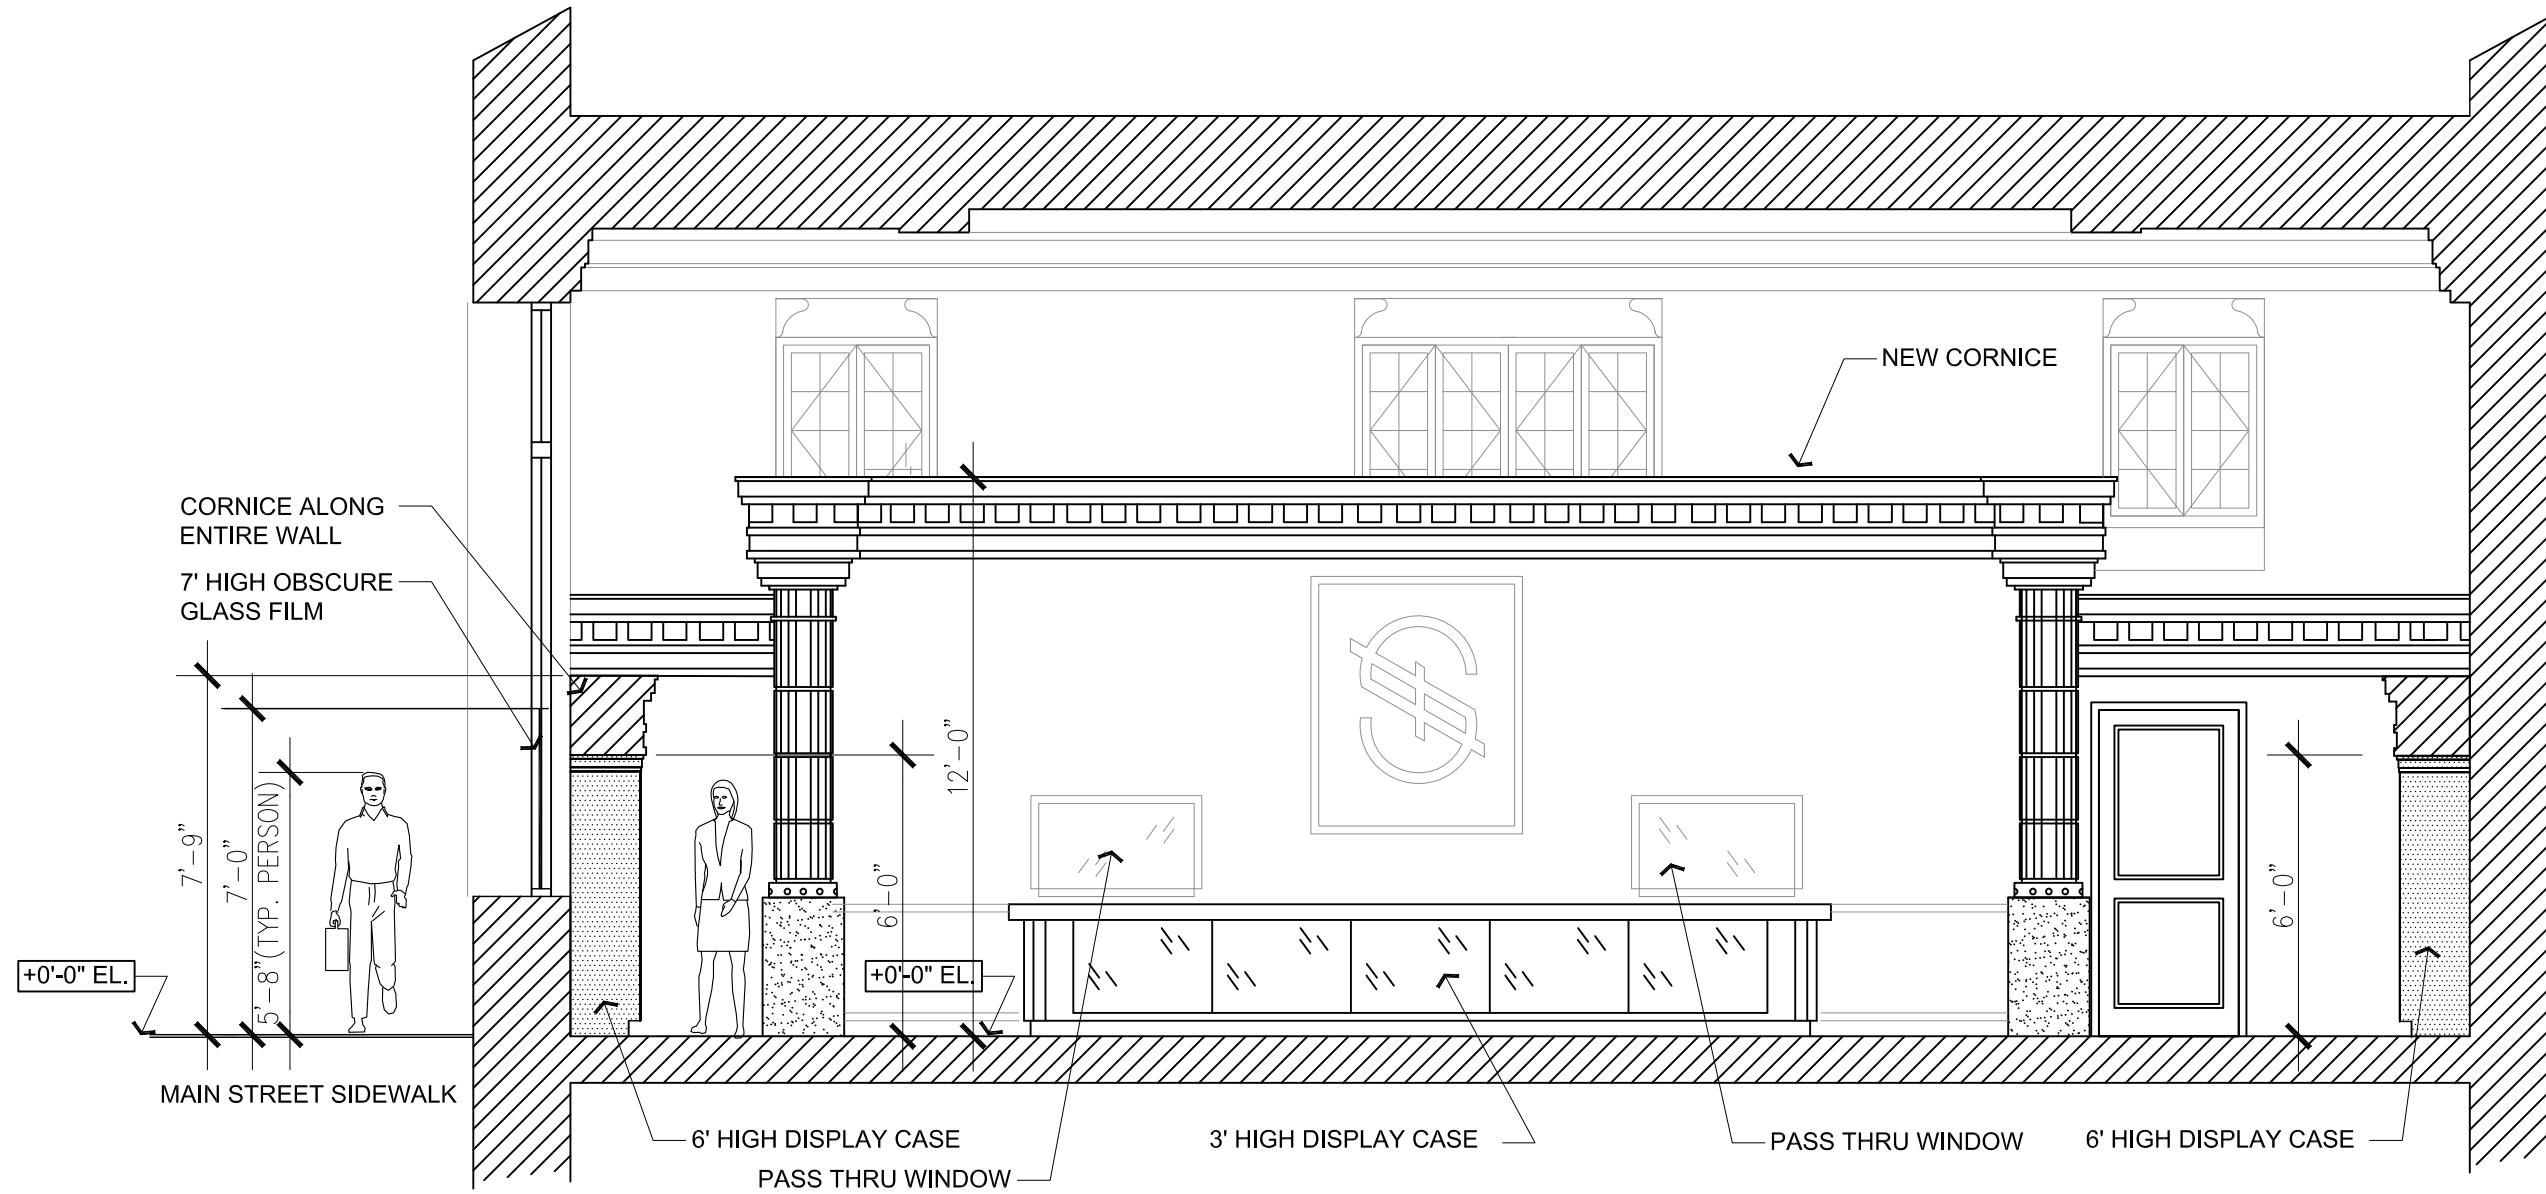 NEW CORNICE
CORNICE ALONG
ENTIRE WALL
7' HIGH OBSCURE
GLASS FILM
7'-9"
7'-0"
5'-8" (TYP. PERSON)
12'-0"
6'-0"
6'-0"
+0'-0" EL.
+0'-0" EL.
MAIN STREET SIDEWALK
6' HIGH DISPLAY CASE
PASS THRU WINDOW
3' HIGH DISPLAY CASE
PASS THRU WINDOW
6' HIGH DISPLAY CASE